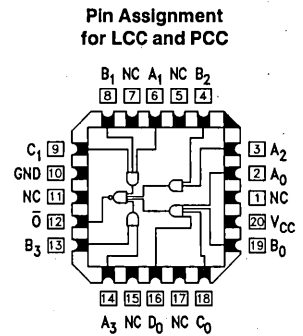 Pin Assignment
for LCC and PCC
B1 NC A1 NC B2
8 7 6 5 4
C1 9 3 A2
GND 10 2 A0
NC 11 1 NC
O̅ 12 20 VCC
B3 13 19 B0
14 15 16 17 18
A3 NC D0 NC C0